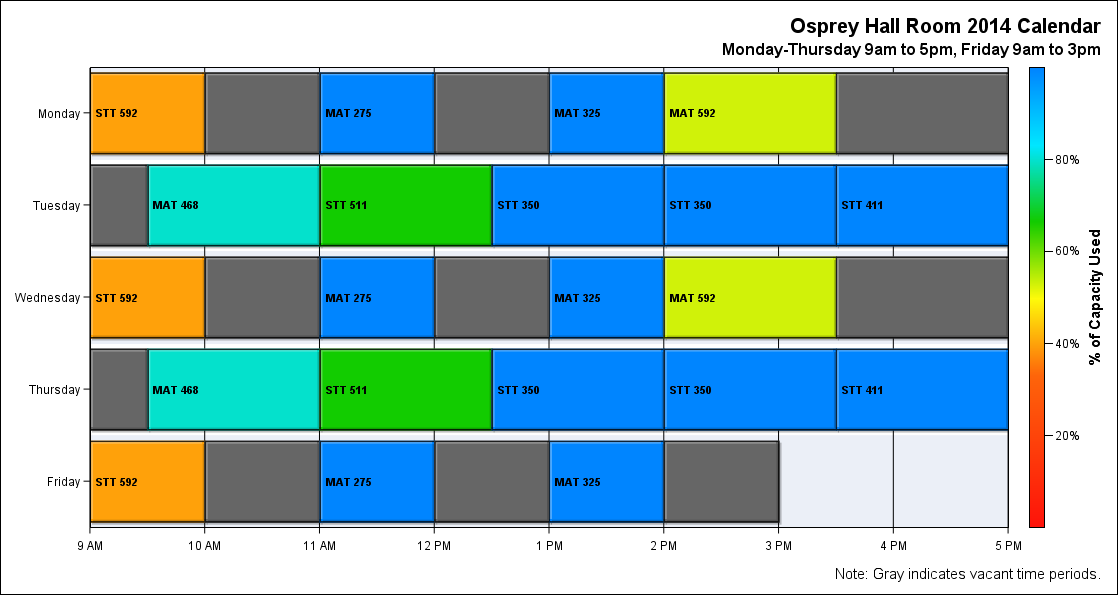 Osprey Hall Room 2014 Calendar
Monday-Thursday 9am to 5pm, Friday 9am to 3pm
Monday STT 592 MAT 275 MAT 325 MAT 592
Tuesday MAT 468 STT 511 STT 350 STT 350 STT 411
Wednesday STT 592 MAT 275 MAT 325 MAT 592
Thursday MAT 468 STT 511 STT 350 STT 350 STT 411
Friday STT 592 MAT 275 MAT 325
9 AM 10 AM 11 AM 12 PM 1 PM 2 PM 3 PM 4 PM 5 PM
80%
60%
40%
20%
% of Capacity Used
Note: Gray indicates vacant time periods.